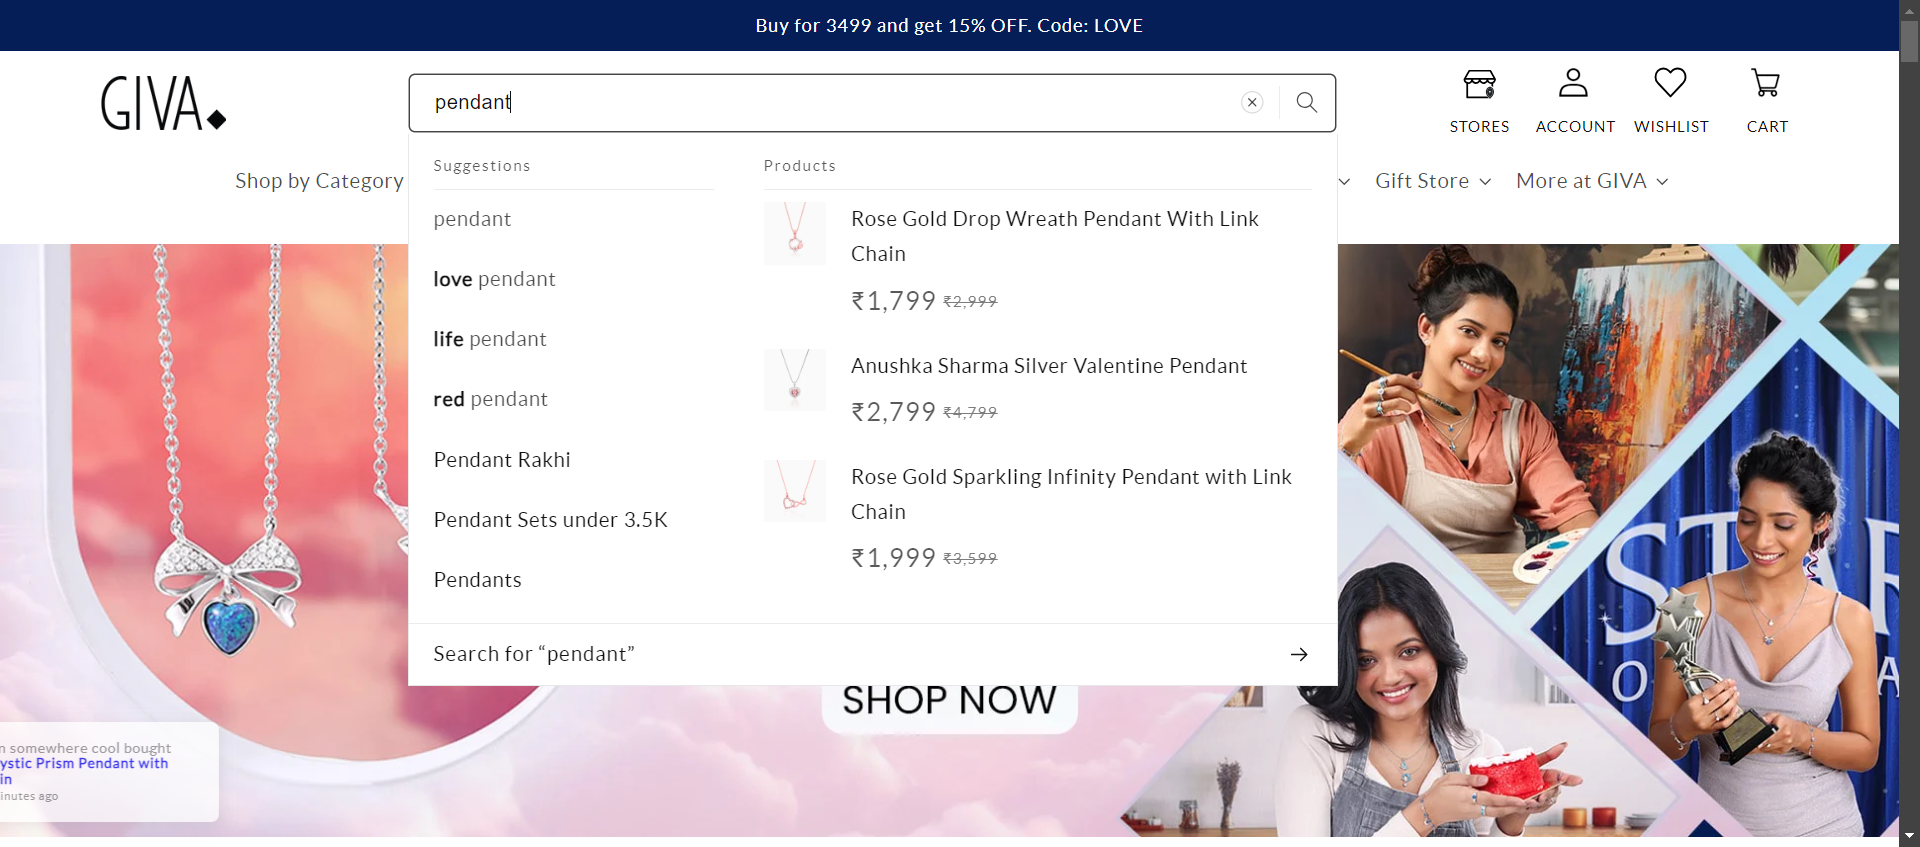 Buy for 3499 and get 15% OFF. Code: LOVE
GIVA
pendant
STORES
ACCOUNT
WISHLIST
CART
Shop by Category
Gift Store
More at GIVA
Suggestions
pendant
love pendant
life pendant
red pendant
Pendant Rakhi
Pendant Sets under 3.5K
Pendants
Products
Rose Gold Drop Wreath Pendant With Link
Chain
₹1,799 ₹2,999
Anushka Sharma Silver Valentine Pendant
₹2,799 ₹4,799
Rose Gold Sparkling Infinity Pendant with Link
Chain
₹1,999 ₹3,599
Search for “pendant”
SHOP NOW
somewhere cool bought
Prism Pendant with
ago